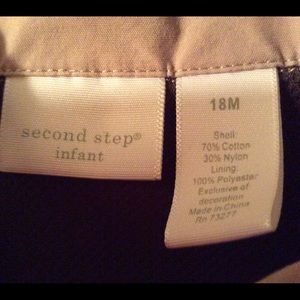 second step®
infant
18M
Shell:
70% Cotton
30% Nylon
Lining:
100% Polyester
Exclusive of
decoration
Made in China
Rn 73277